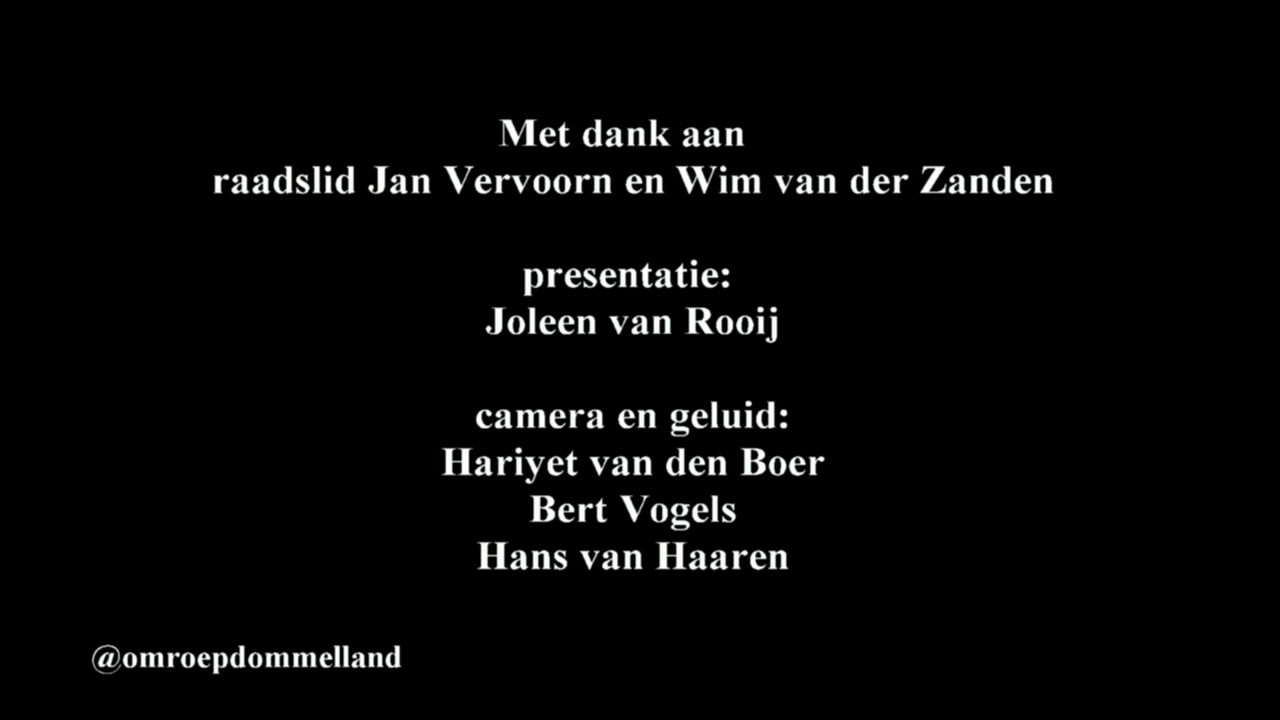 Met dank aan
raadslid Jan Vervoorn en Wim van der Zanden
presentatie:
Joleen van Rooij
camera en geluid:
Hariyet van den Boer
Bert Vogels
Hans van Haaren
@omroepdommelland